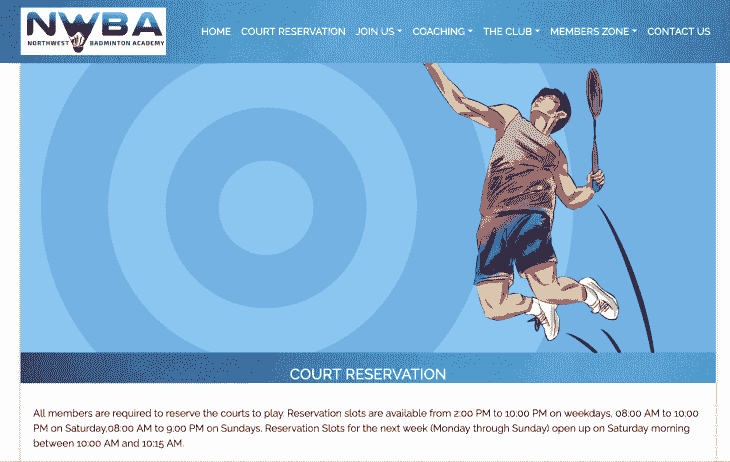 NWBA
NORTHWEST BADMINTON ACADEMY
HOME COURT RESERVATION JOIN US COACHING THE CLUB MEMBERS ZONE CONTACT US
COURT RESERVATION
All members are required to reserve the courts to play. Reservation slots are available from 2:00 PM to 10:00 PM on weekdays, 08:00 AM to 10:00
PM on Saturday,08:00 AM to 9:00 PM on Sundays. Reservation Slots for the next week (Monday through Sunday) open up on Saturday morning
between 10:00 AM and 10:15 AM.